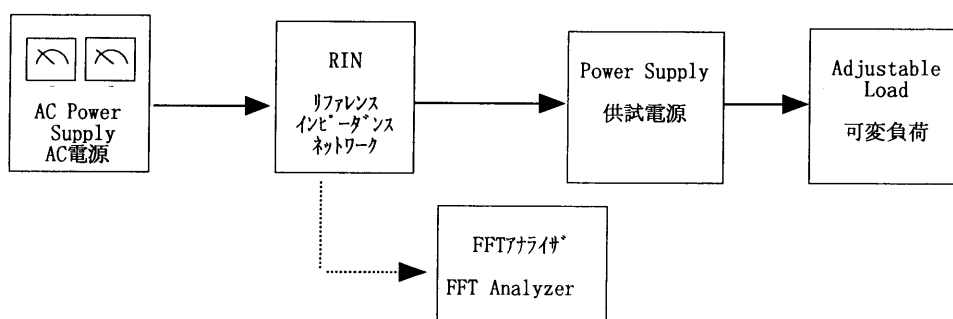 AC Power
Supply
AC電源
RIN
リファレンス
インピーダンス
ネットワーク
Power Supply
供試電源
Adjustable
Load
可変負荷
FFTアナライザ
FFT Analyzer